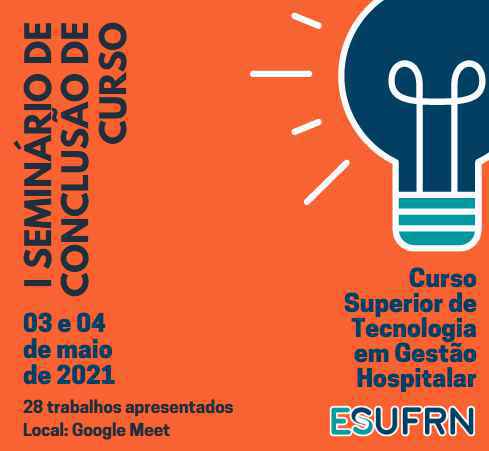 I SEMINÁRIO DE
CONCLUSÃO DE
CURSO
03 e 04
de maio
de 2021
28 trabalhos apresentados
Local: Google Meet
Curso
Superior de
Tecnologia
em Gestão
Hospitalar
ESUFRN